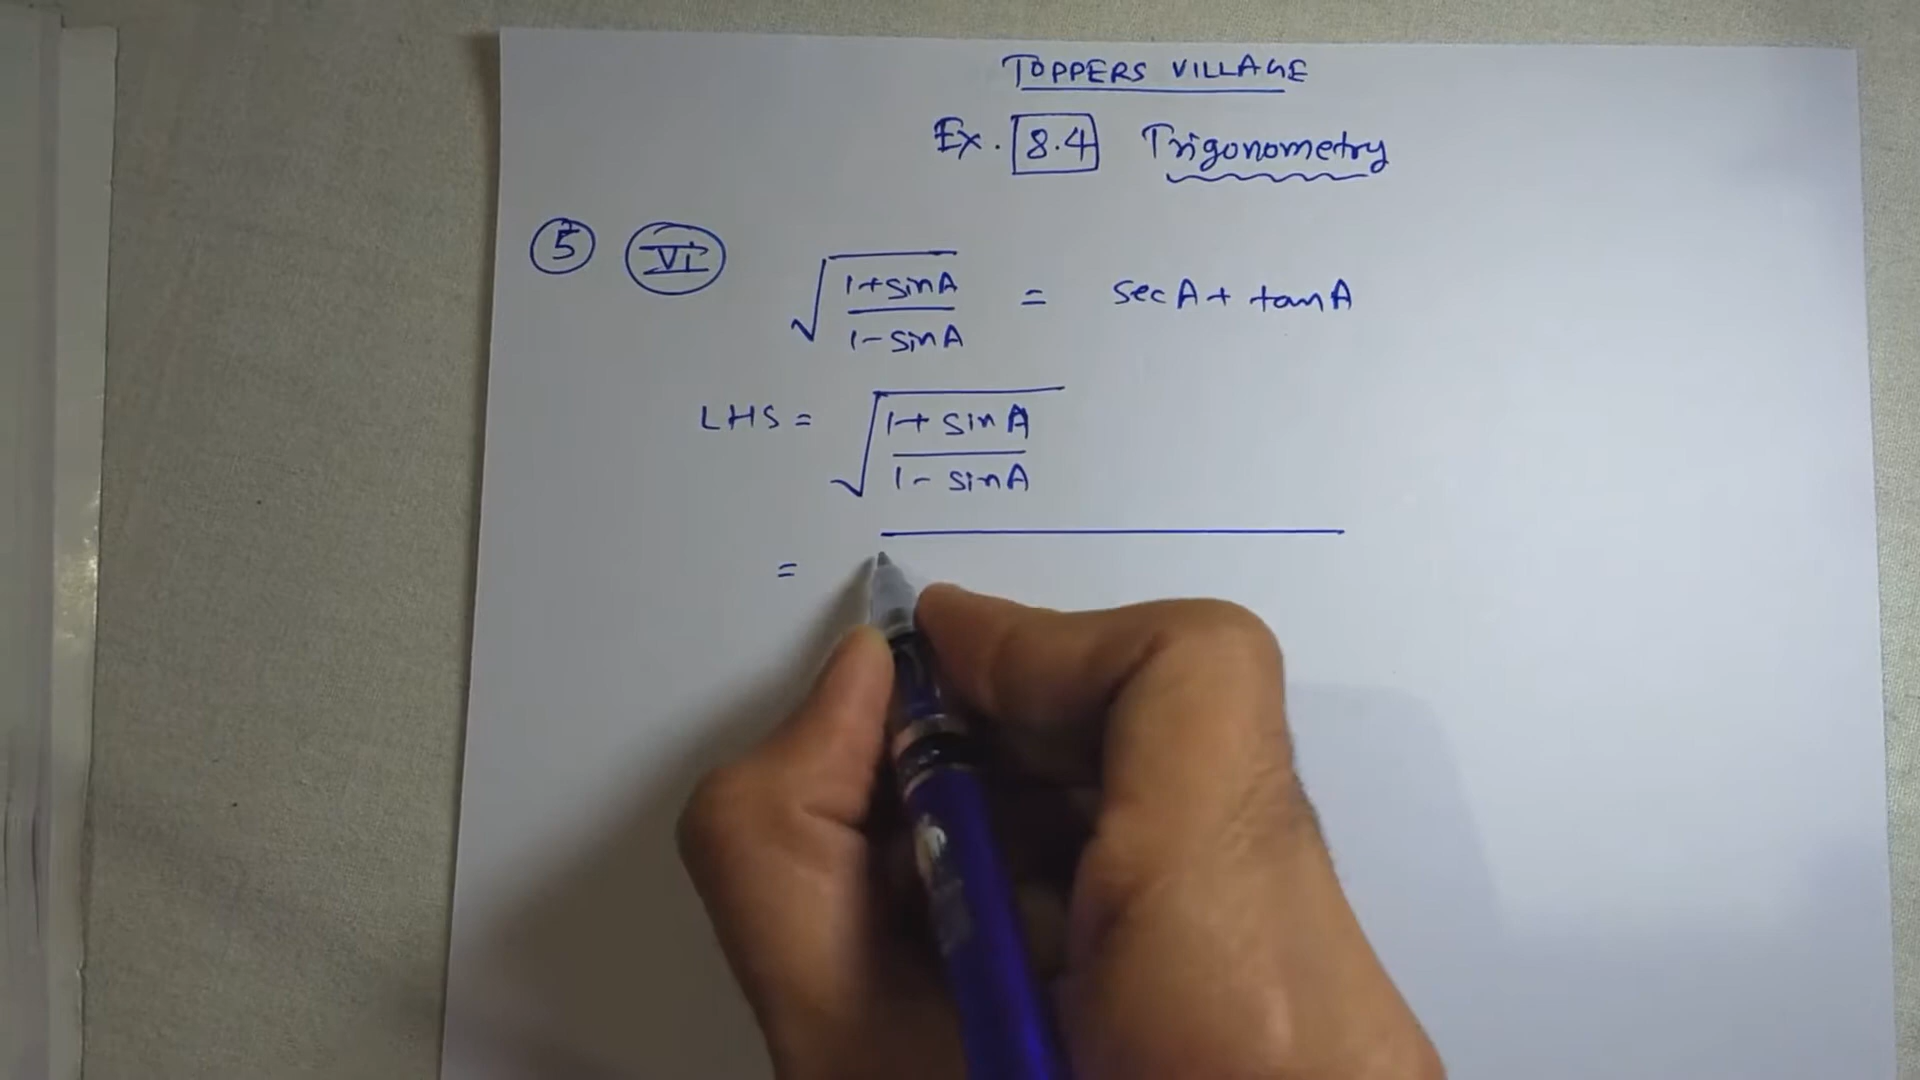 TOPPERS VILLAGE
Ex. 8.4 Trigonometry
5 VI √(1+sinA / 1-sinA) = secA + tanA
LHS = √(1+ sinA / 1- sinA)
=